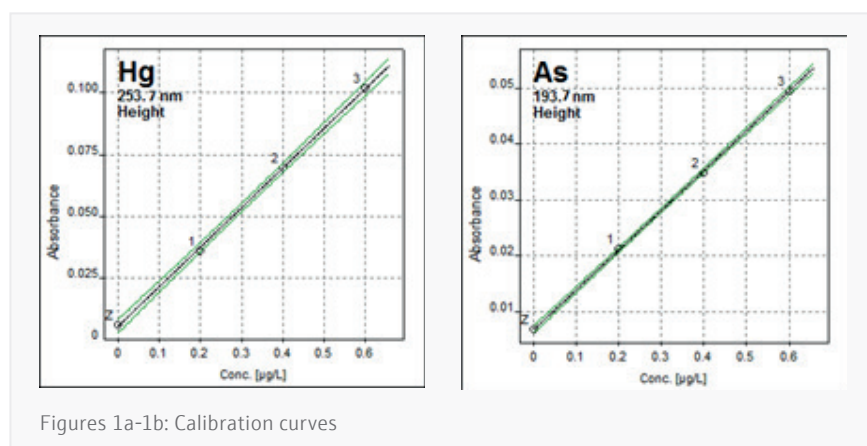 Hg
253.7 nm
Height
Absorbance
0.100
0.075
0.050
0.025
0
Z
1
2
3
0 0.1 0.2 0.3 0.4 0.5 0.6
Conc. [µg/L]
As
193.7 nm
Height
Absorbance
0.05
0.04
0.03
0.02
0.01
Z
1
2
3
0 0.1 0.2 0.3 0.4 0.5 0.6
Conc. [µg/L]
Figures 1a-1b: Calibration curves